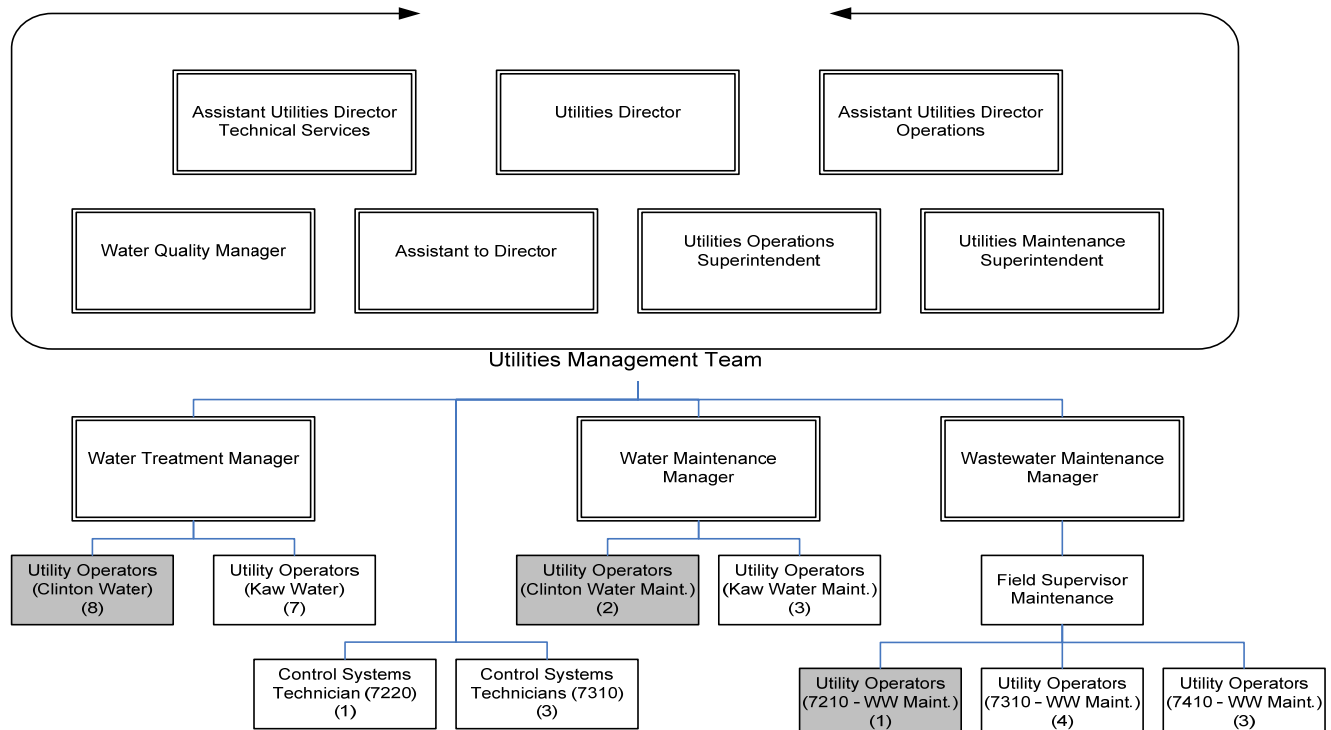 Assistant Utilities Director
Technical Services
Utilities Director
Assistant Utilities Director
Operations
Water Quality Manager
Assistant to Director
Utilities Operations
Superintendent
Utilities Maintenance
Superintendent
Utilities Management Team
Water Treatment Manager
Water Maintenance
Manager
Wastewater Maintenance
Manager
Utility Operators
(Clinton Water)
(8)
Utility Operators
(Kaw Water)
(7)
Utility Operators
(Clinton Water Maint.)
(2)
Utility Operators
(Kaw Water Maint.)
(3)
Field Supervisor
Maintenance
Control Systems
Technician (7220)
(1)
Control Systems
Technicians (7310)
(3)
Utility Operators
(7210 - WW Maint.)
(1)
Utility Operators
(7310 - WW Maint.)
(4)
Utility Operators
(7410 - WW Maint.)
(3)